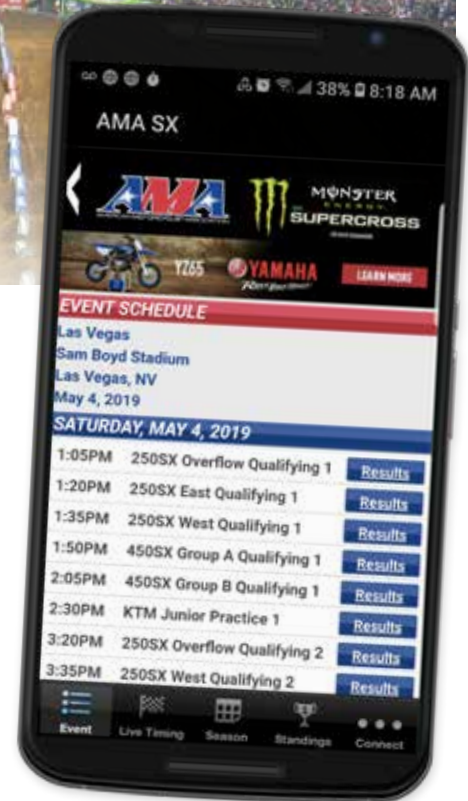 38% 8:18 AM
AMA SX
AMA MONSTER
ENERGY
SUPERCROSS
YZ65 YAMAHA LEARN MORE
EVENT SCHEDULE
Las Vegas
Sam Boyd Stadium
Las Vegas, NV
May 4, 2019
SATURDAY, MAY 4, 2019
1:05PM 250SX Overflow Qualifying 1 Results
1:20PM 250SX East Qualifying 1 Results
1:35PM 250SX West Qualifying 1 Results
1:50PM 450SX Group A Qualifying 1 Results
2:05PM 450SX Group B Qualifying 1 Results
2:30PM KTM Junior Practice 1 Results
3:20PM 250SX Overflow Qualifying 2 Results
3:35PM 250SX West Qualifying 2 Results
Event Live Timing Season Standings Connect